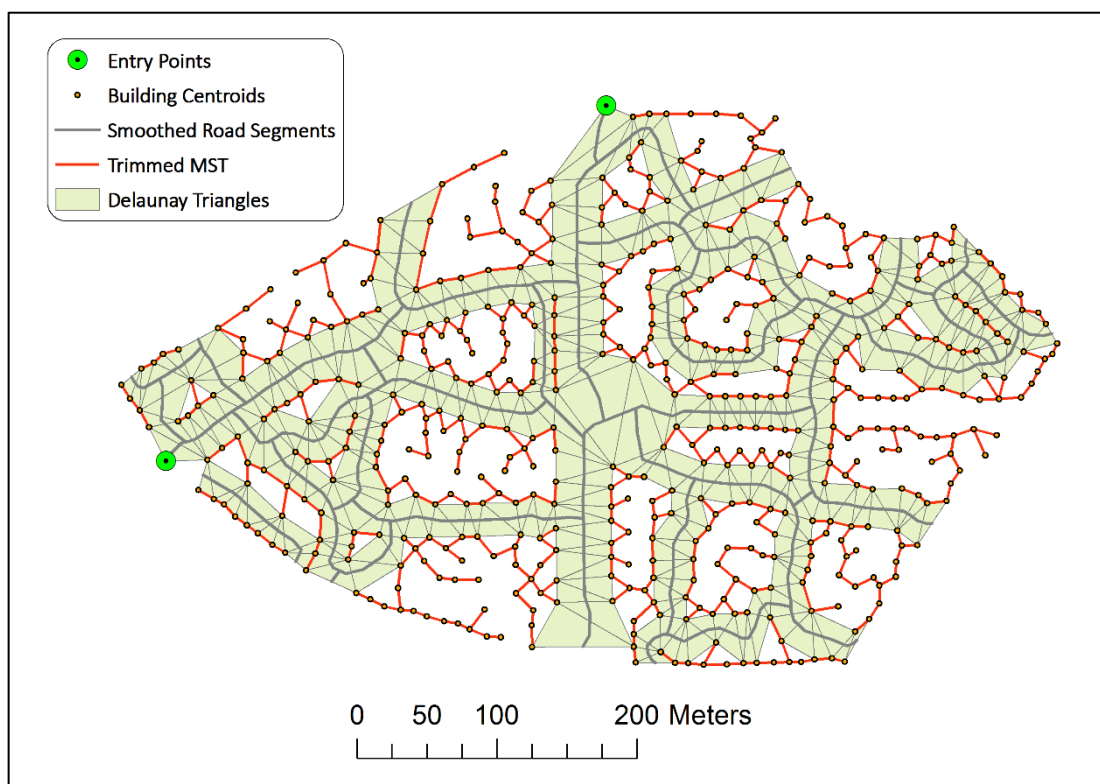 Entry Points
Building Centroids
Smoothed Road Segments
Trimmed MST
Delaunay Triangles
0 50 100 200 Meters